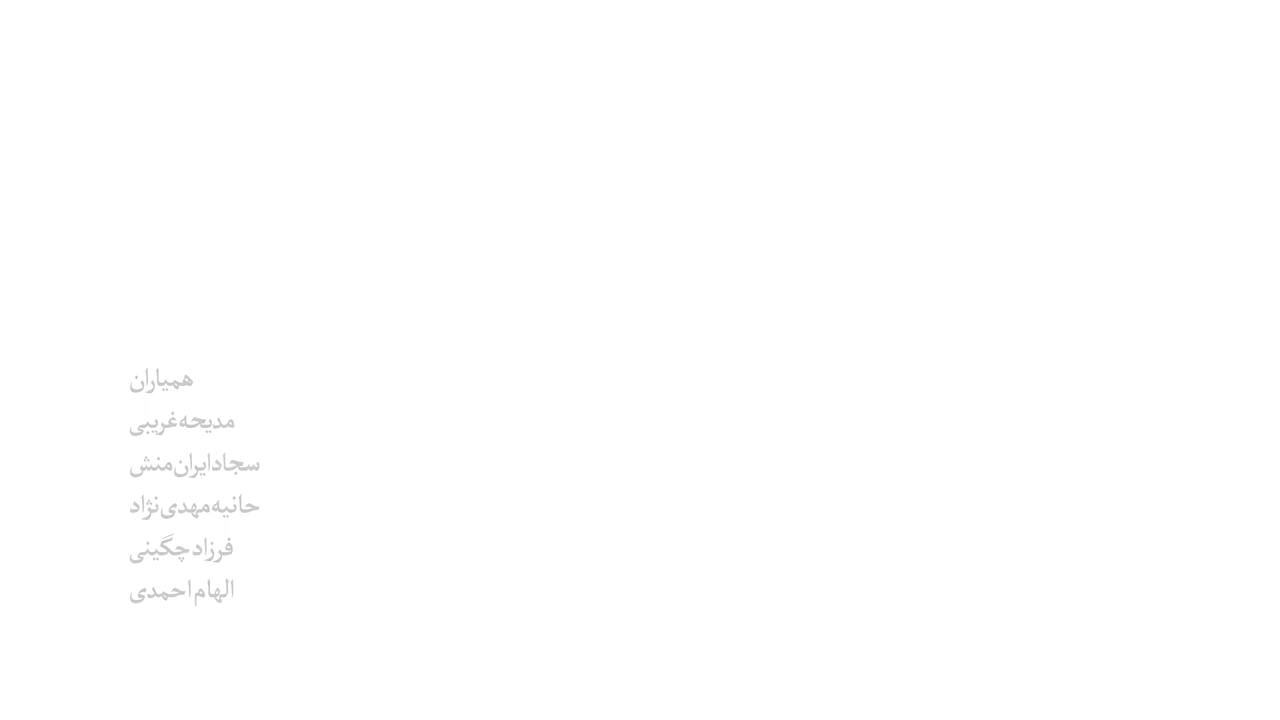 همیاران
مدیحه غریبی
سجاد ایران‌منش
حانیه مهدی‌نژاد
فرزاد چگینی
الهام احمدی